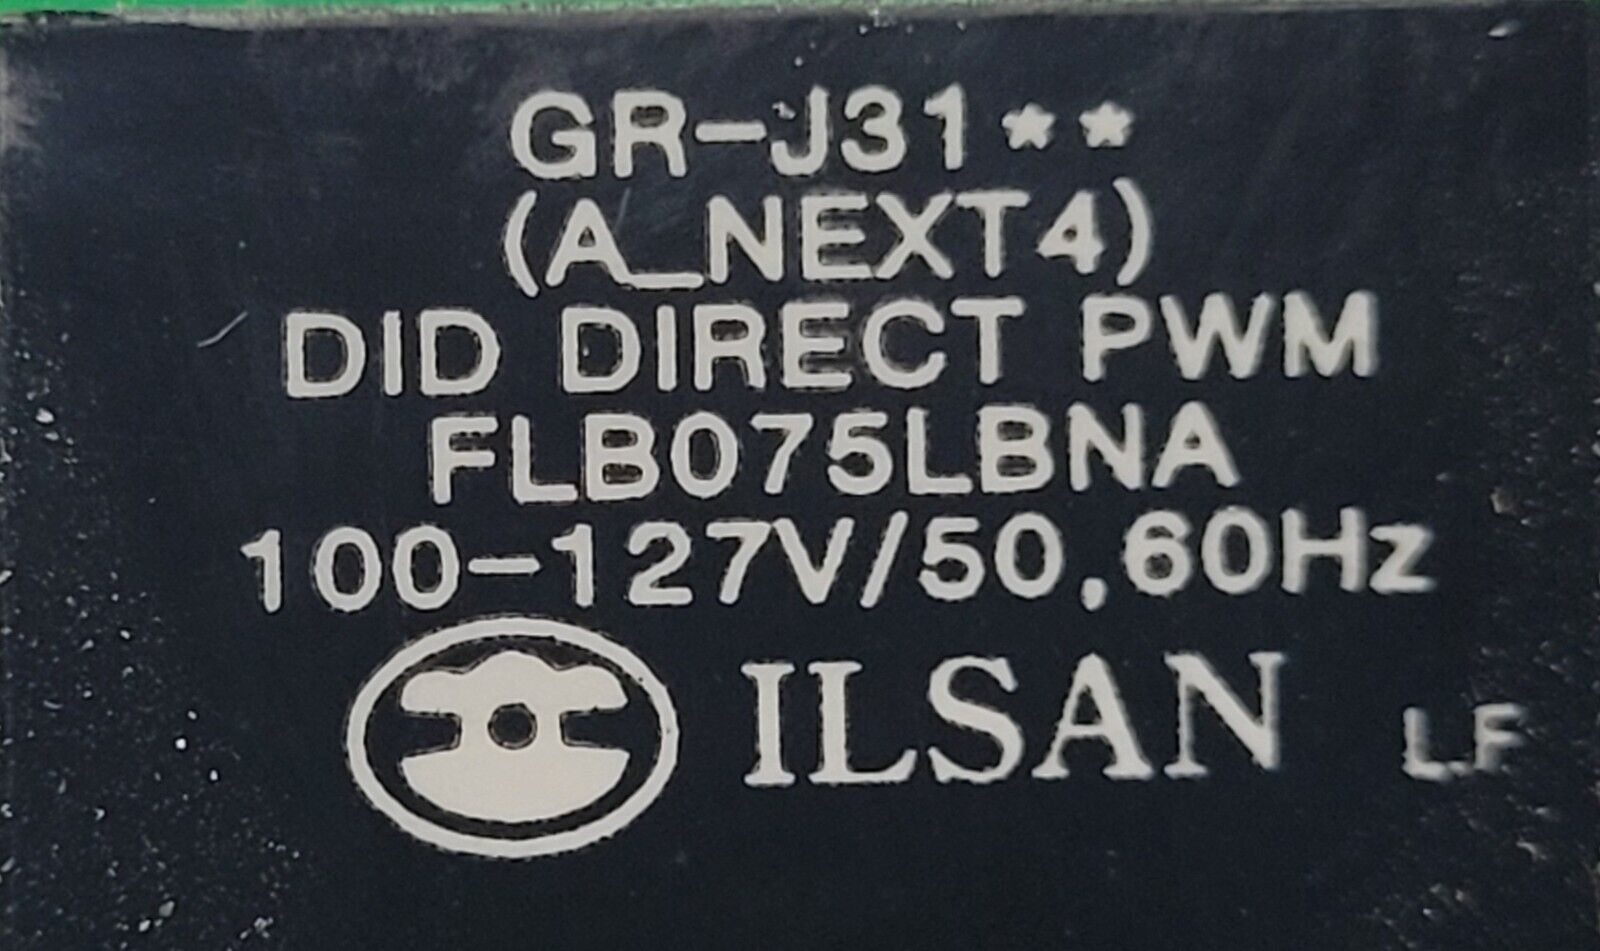 GR-J31**
(A_NEXT4)
DID DIRECT PWM
FLB075LBNA
100-127V/50,60Hz
ILSAN LF